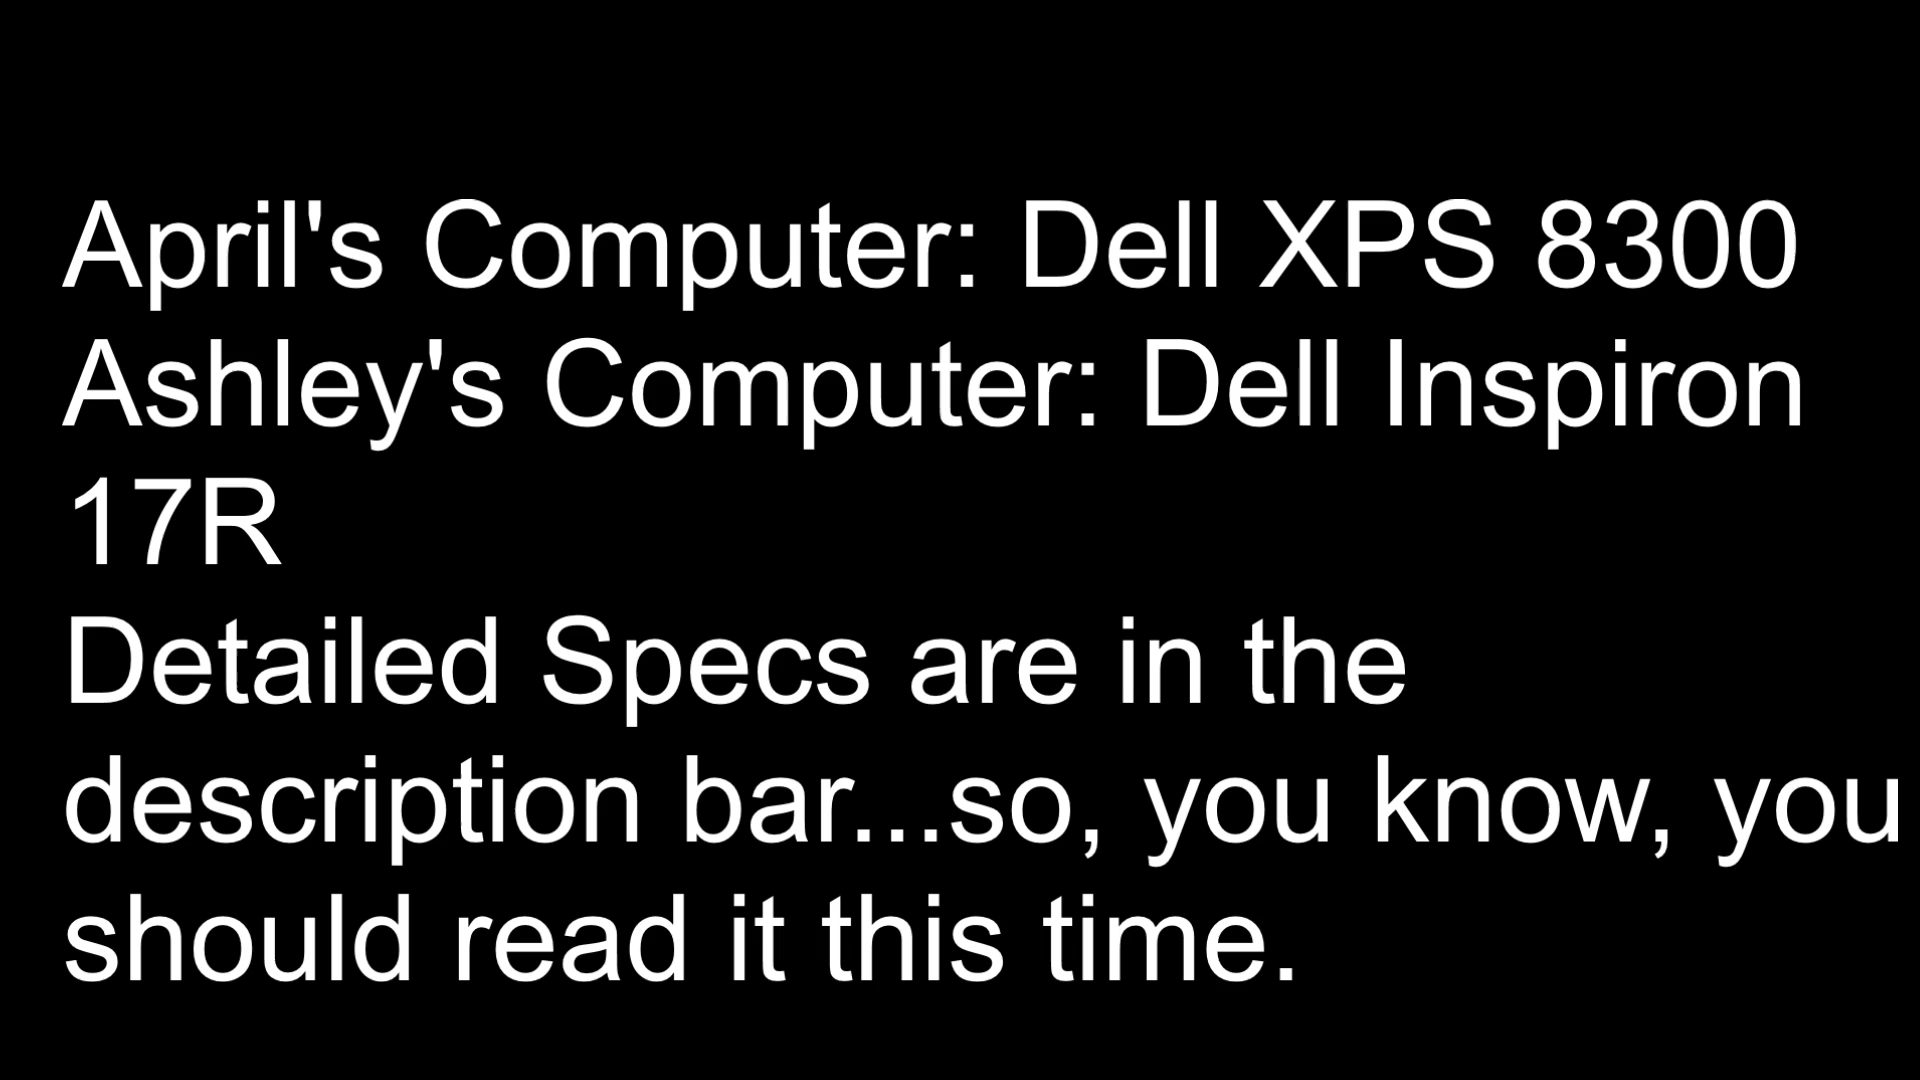 April's Computer: Dell XPS 8300
Ashley's Computer: Dell Inspiron
17R
Detailed Specs are in the
description bar...so, you know, you
should read it this time.